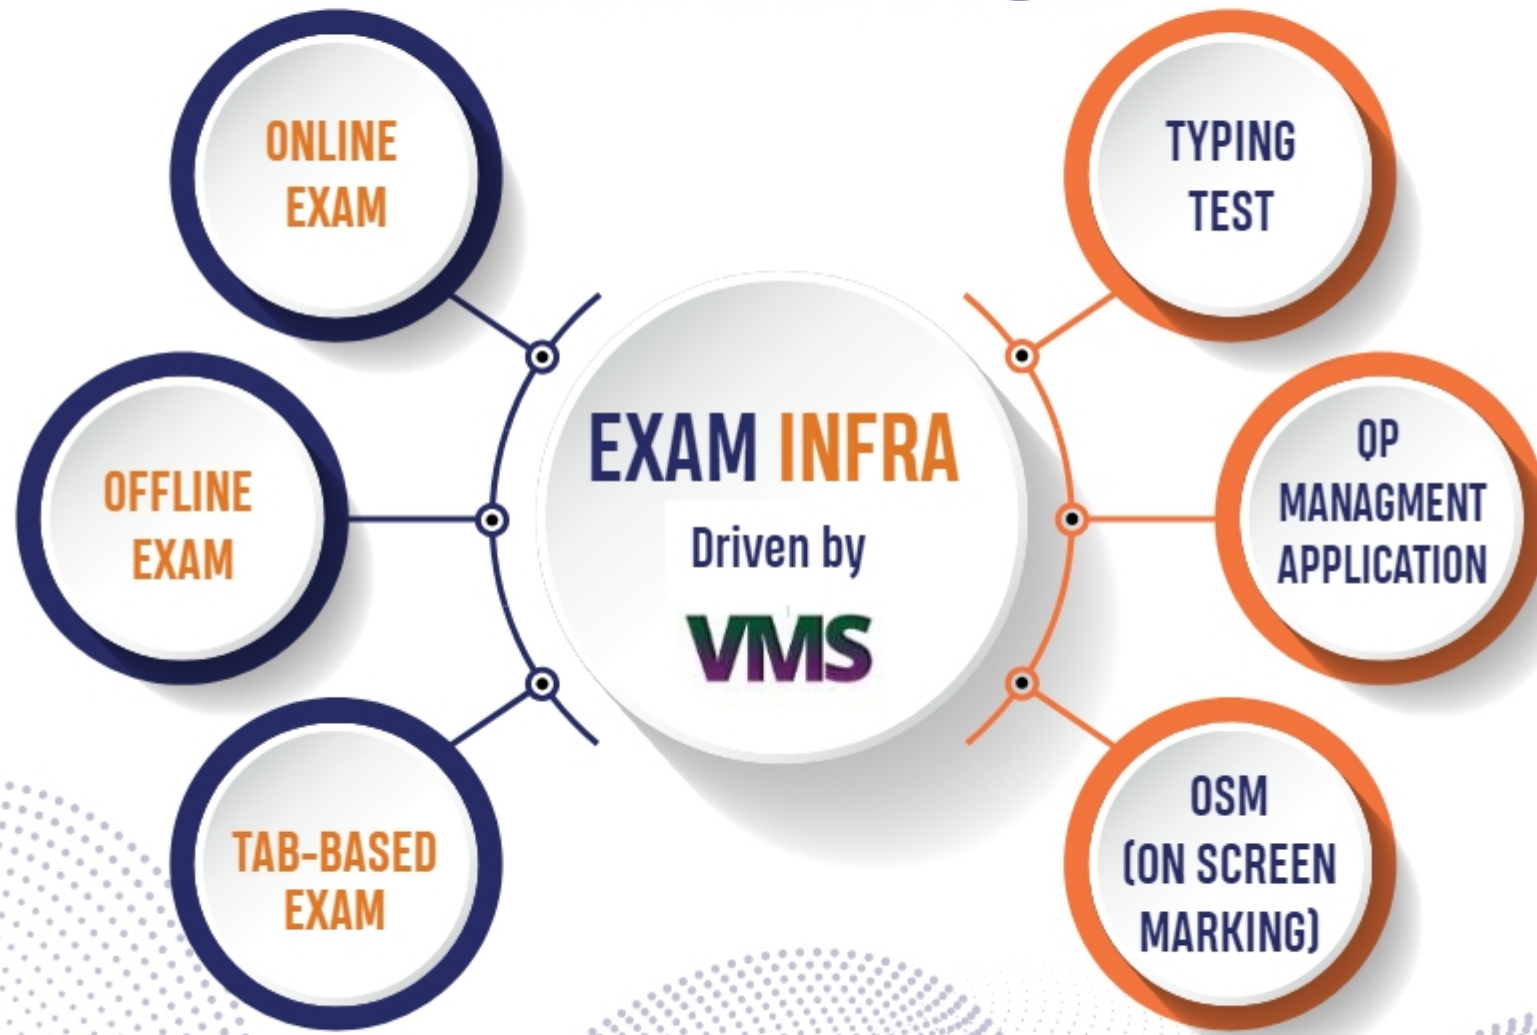 ONLINE
EXAM
OFFLINE
EXAM
TAB-BASED
EXAM
EXAM INFRA
Driven by
VMS
TYPING
TEST
QP
MANAGMENT
APPLICATION
OSM
(ON SCREEN
MARKING)